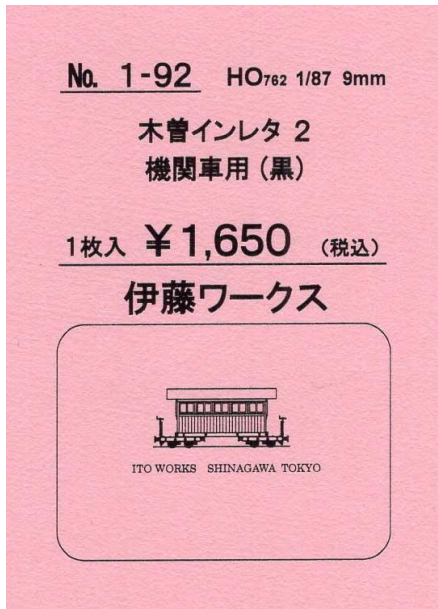 No. 1-92 HO762 1/87 9mm
木曽インレタ 2
機関車用（黒）
1枚入 ￥1,650 （税込）
伊藤ワークス
ITO WORKS SHINAGAWA TOKYO